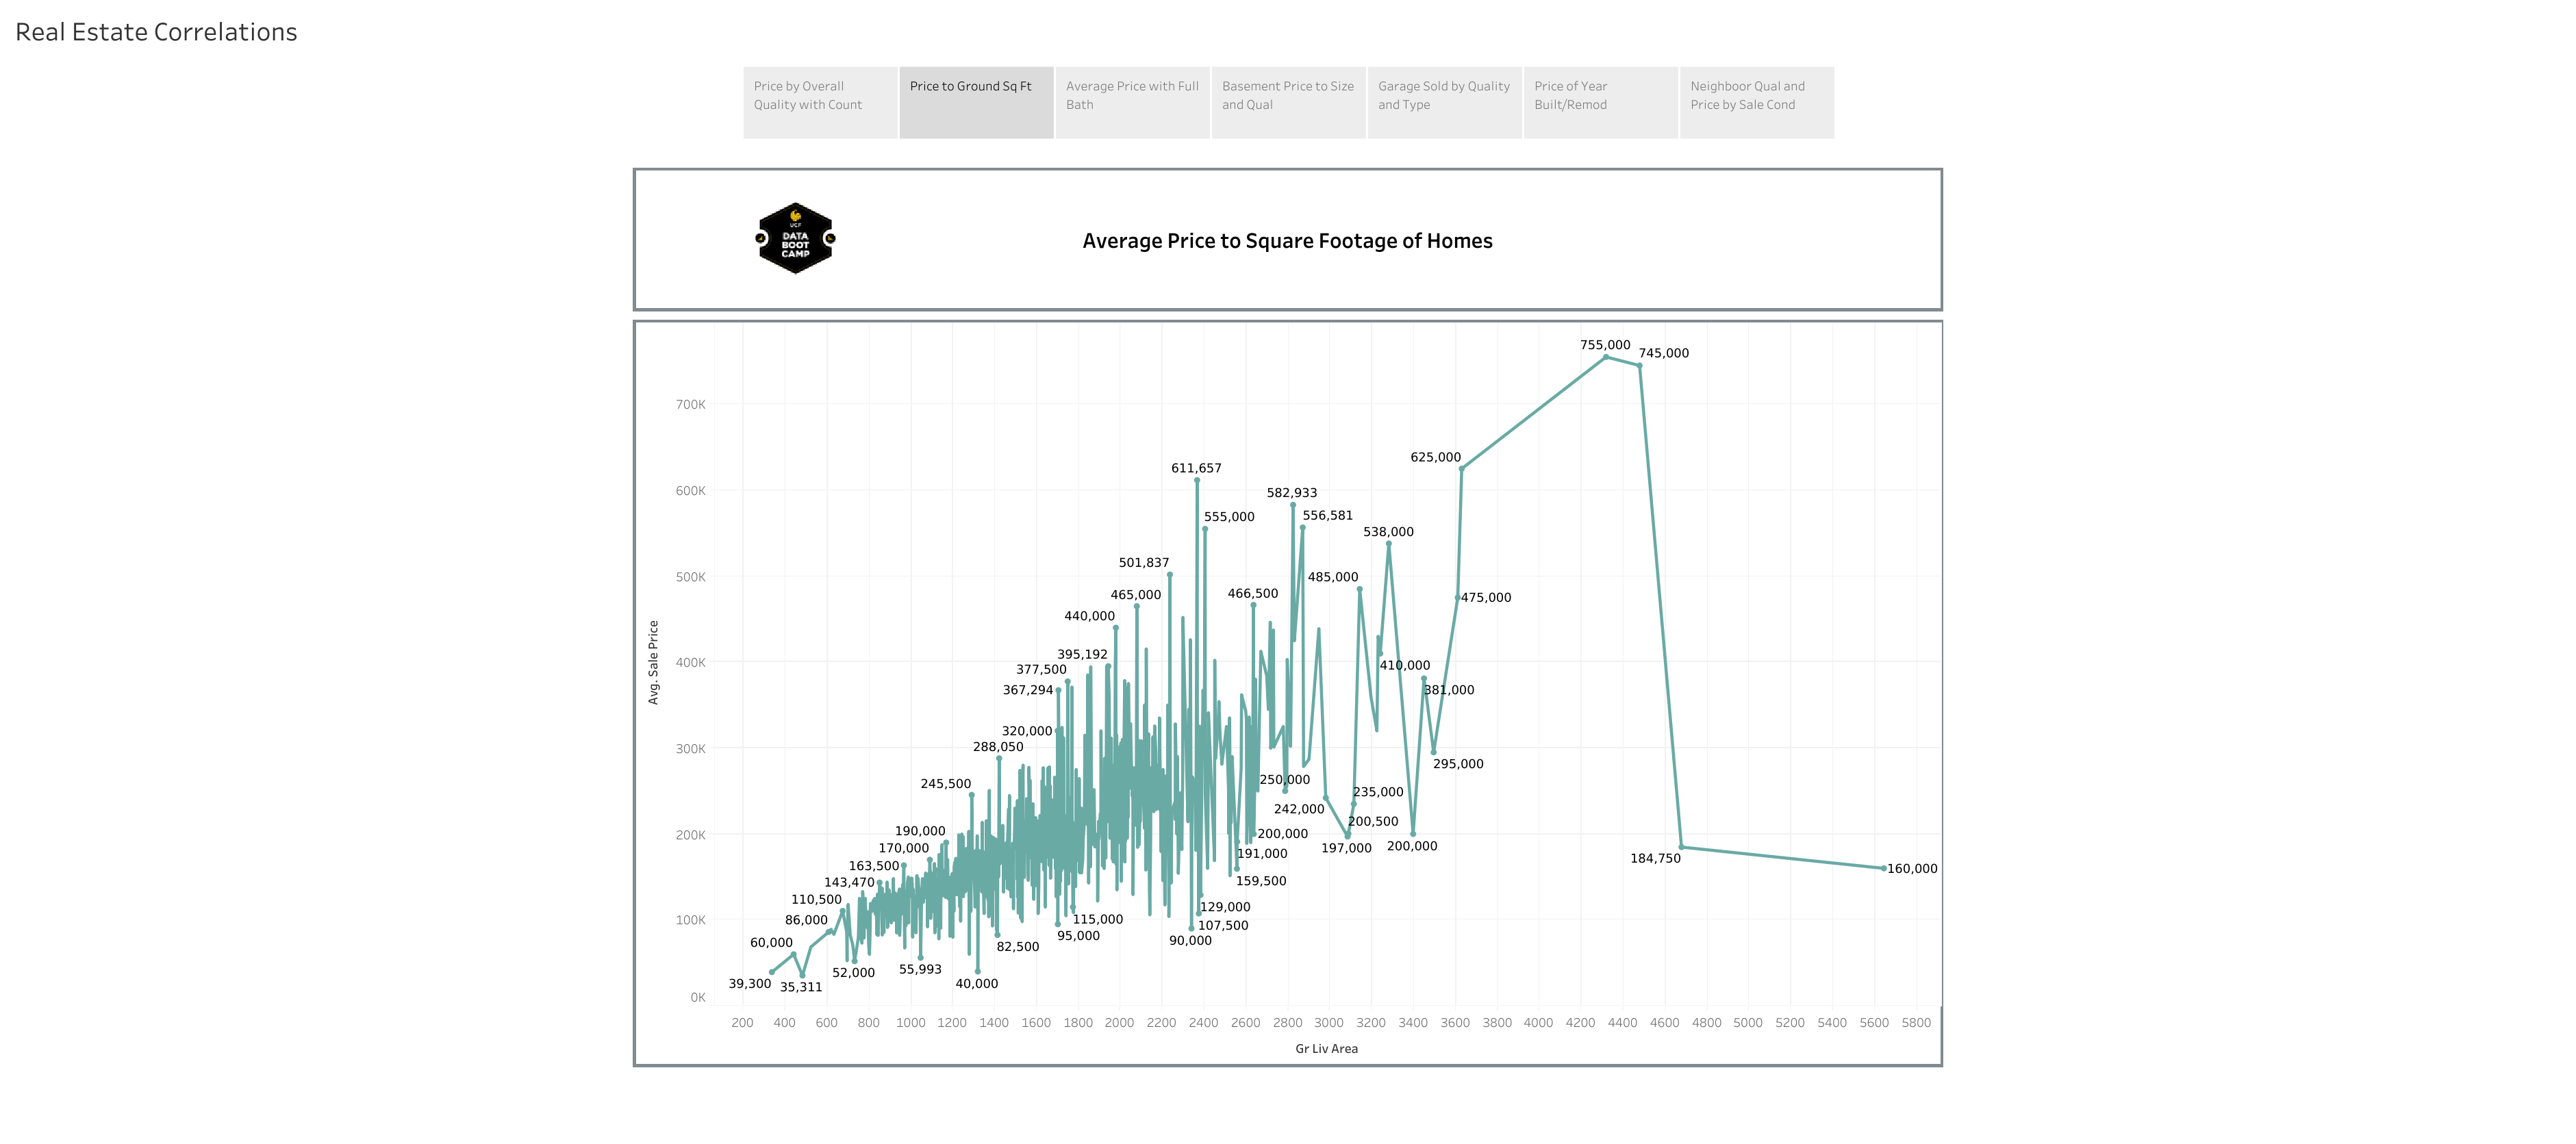 Real Estate Correlations
Price by Overall
Quality with Count
Price to Ground Sq Ft
Average Price with Full
Bath
Basement Price to Size
and Qual
Garage Sold by Quality
and Type
Price of Year
Built/Remod
Neighboor Qual and
Price by Sale Cond
UCF
DATA
BOOT
CAMP
Average Price to Square Footage of Homes
755,000
745,000
700K
625,000
611,657
600K
582,933
556,581
555,000
538,000
501,837
500K
485,000
475,000
466,500
465,000
440,000
410,000
400K
395,192
381,000
377,500
367,294
320,000
300K
295,000
288,050
250,000
245,500
242,000
235,000
200,500
200K
200,000
200,000
197,000
191,000
190,000
184,750
170,000
163,500
160,000
159,500
143,470
129,000
115,000
110,500
107,500
100K
95,000
90,000
86,000
82,500
60,000
55,993
52,000
40,000
39,300
35,311
0K
Avg. Sale Price
200 400 600 800 1000 1200 1400 1600 1800 2000 2200 2400 2600 2800 3000 3200 3400 3600 3800 4000 4200 4400 4600 4800 5000 5200 5400 5600 5800
Gr Liv Area